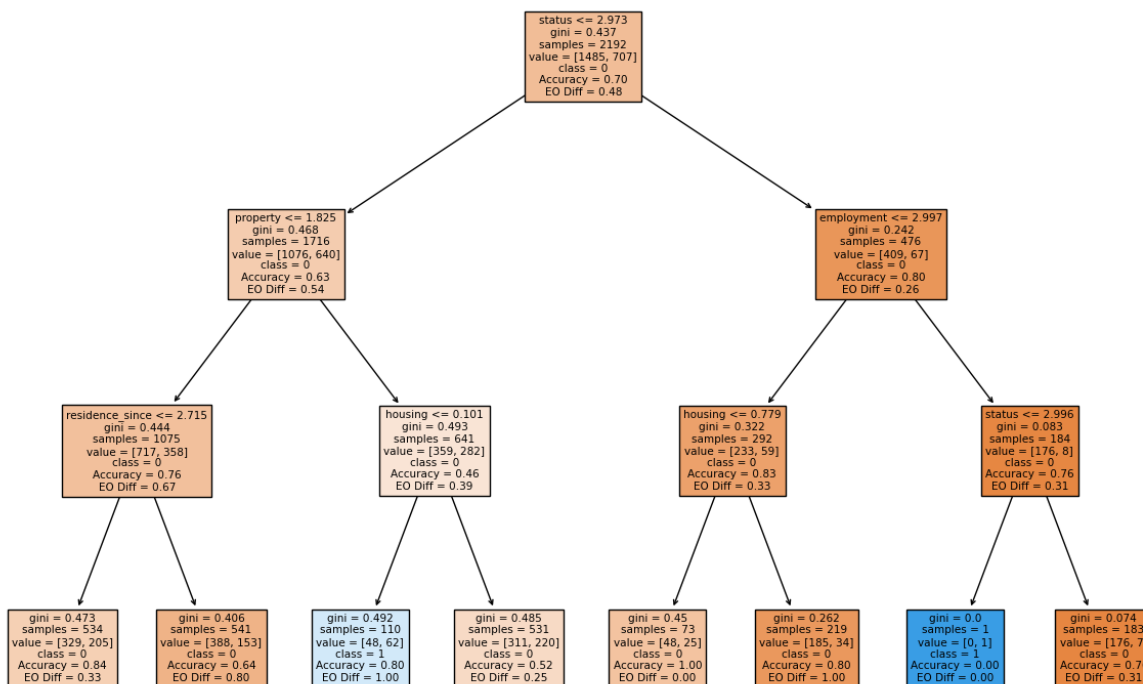 status <= 2.973
gini = 0.437
samples = 2192
value = [1485, 707]
class = 0
Accuracy = 0.70
EO Diff = 0.48
property <= 1.825
gini = 0.468
samples = 1716
value = [1076, 640]
class = 0
Accuracy = 0.63
EO Diff = 0.54
employment <= 2.997
gini = 0.242
samples = 476
value = [409, 67]
class = 0
Accuracy = 0.80
EO Diff = 0.26
residence_since <= 2.715
gini = 0.444
samples = 1075
value = [717, 358]
class = 0
Accuracy = 0.76
EO Diff = 0.67
housing <= 0.101
gini = 0.493
samples = 641
value = [359, 282]
class = 0
Accuracy = 0.46
EO Diff = 0.39
housing <= 0.779
gini = 0.322
samples = 292
value = [233, 59]
class = 0
Accuracy = 0.83
EO Diff = 0.33
status <= 2.996
gini = 0.083
samples = 184
value = [176, 8]
class = 0
Accuracy = 0.76
EO Diff = 0.31
gini = 0.473
samples = 534
value = [329, 205]
class = 0
Accuracy = 0.84
EO Diff = 0.33
gini = 0.406
samples = 541
value = [388, 153]
class = 0
Accuracy = 0.64
EO Diff = 0.80
gini = 0.492
samples = 110
value = [48, 62]
class = 1
Accuracy = 0.80
EO Diff = 1.00
gini = 0.485
samples = 531
value = [311, 220]
class = 0
Accuracy = 0.52
EO Diff = 0.25
gini = 0.45
samples = 73
value = [48, 25]
class = 0
Accuracy = 1.00
EO Diff = 0.00
gini = 0.262
samples = 219
value = [185, 34]
class = 0
Accuracy = 0.80
EO Diff = 1.00
gini = 0.0
samples = 1
value = [0, 1]
class = 1
Accuracy = 0.00
EO Diff = 0.00
gini = 0.074
samples = 183
value = [176, 7
class = 0
Accuracy = 0.7
EO Diff = 0.31